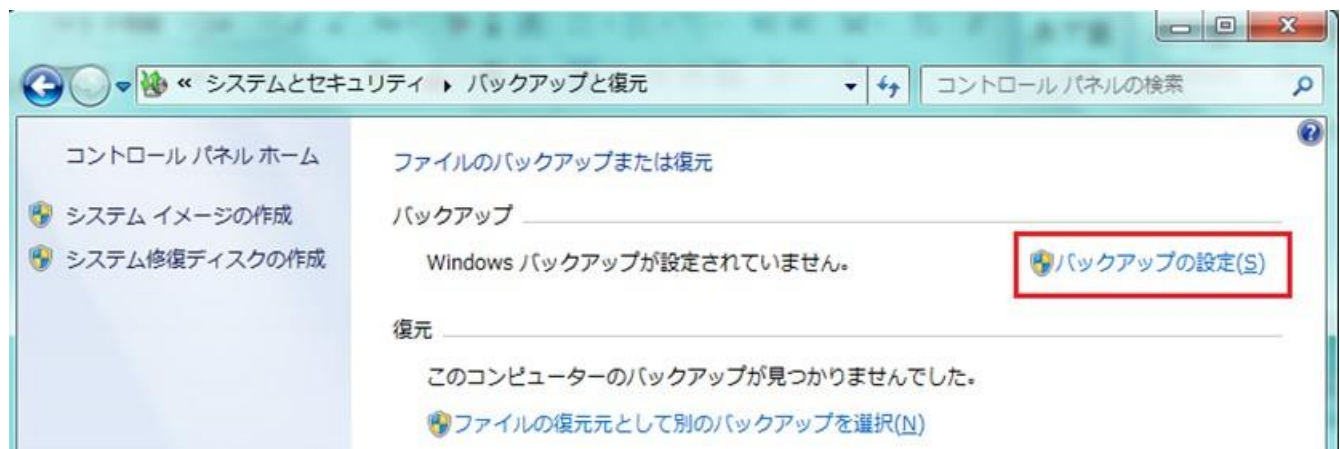 « システムとセキュリティ ▸ バックアップと復元
コントロール パネルの検索
コントロール パネル ホーム
システム イメージの作成
システム修復ディスクの作成
ファイルのバックアップまたは復元
バックアップ
Windows バックアップが設定されていません。
バックアップの設定(S)
復元
このコンピューターのバックアップが見つかりませんでした。
ファイルの復元元として別のバックアップを選択(N)